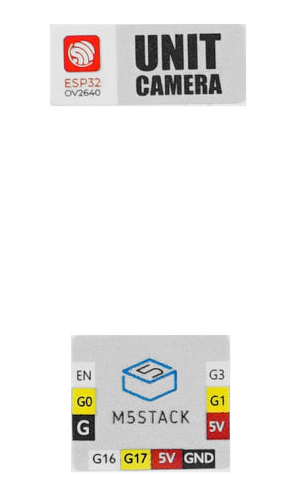 UNIT
CAMERA
ESP32
OV2640
EN
G0
G
M5STACK
G3
G1
5V
G16 G17 5V GND